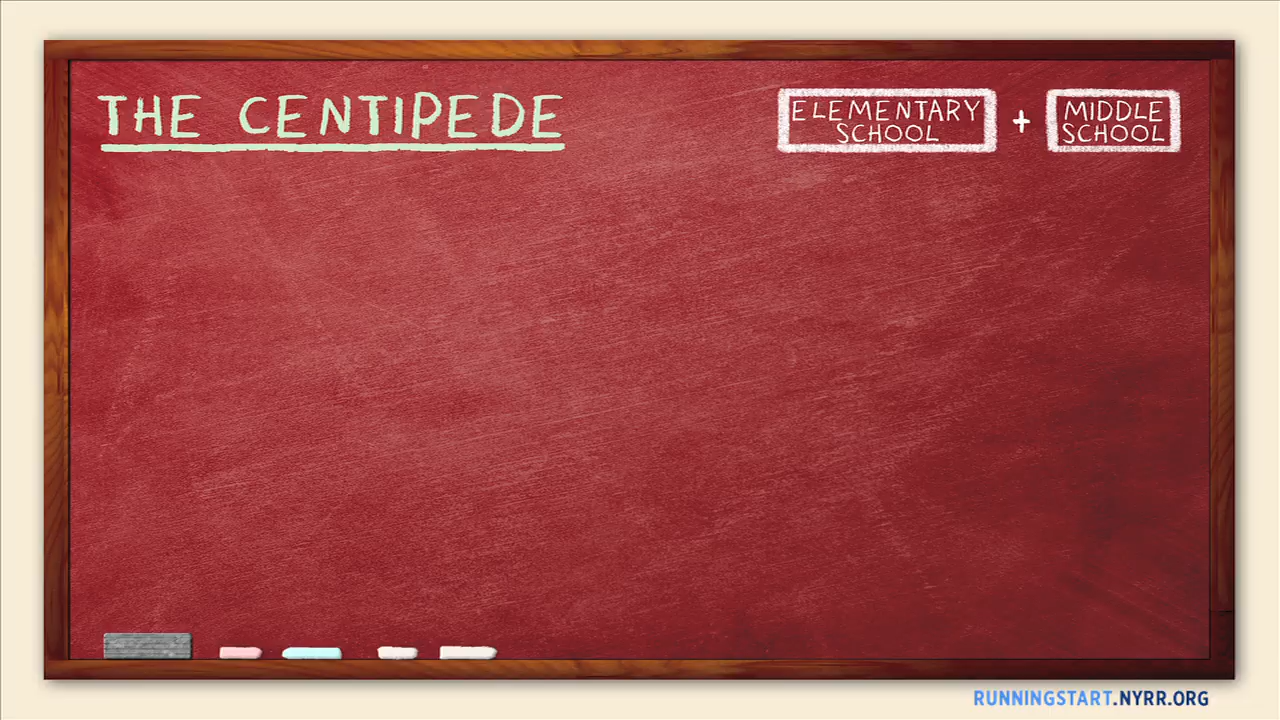 THE CENTIPEDE
ELEMENTARY
SCHOOL
+
MIDDLE
SCHOOL
RUNNINGSTART.NYRR.ORG